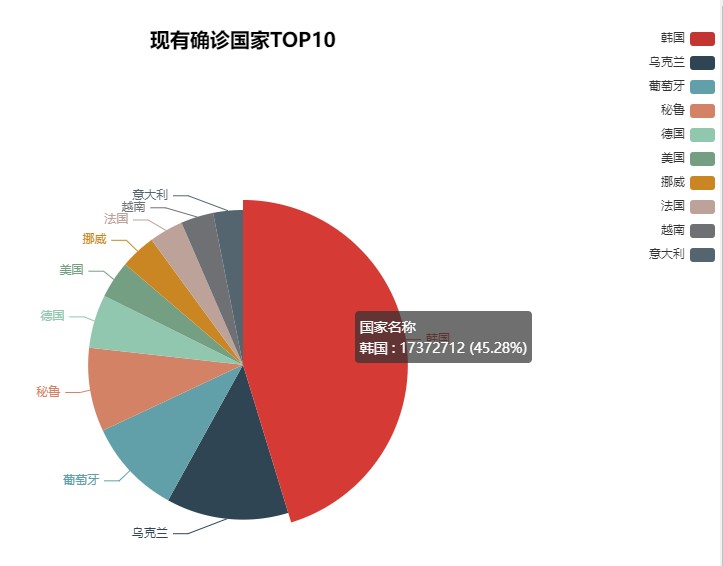 现有确诊国家TOP10
韩国
乌克兰
葡萄牙
秘鲁
德国
美国
挪威
法国
越南
意大利
意大利
越南
法国
挪威
美国
德国
秘鲁
葡萄牙
乌克兰
韩国
国家名称
韩国 : 17372712 (45.28%)